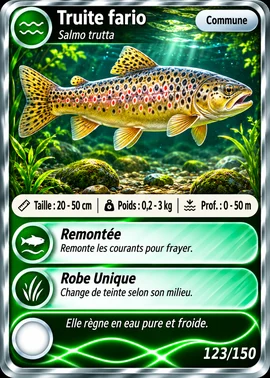 Truite fario
Commune
Salmo trutta
Taille : 20 - 50 cm | Poids : 0,2 - 3 kg | Prof. : 0 - 50 m
Remontée
Remonte les courants pour frayer.
Robe Unique
Change de teinte selon son milieu.
Elle règne en eau pure et froide.
123/150